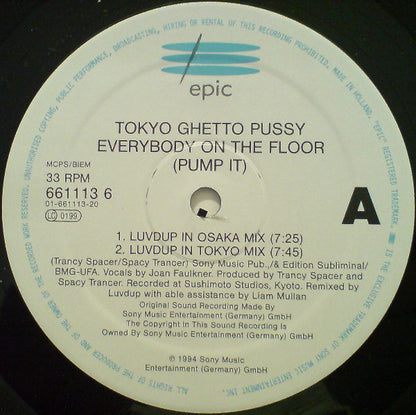 epic
TOKYO GHETTO PUSSY
EVERYBODY ON THE FLOOR
(PUMP IT)
MCPS/BIEM
33 RPM
661113 6
01-661113-20
LC 0199
A
1. LUVDUP IN OSAKA MIX (7:25)
2. LUVDUP IN TOKYO MIX (7:45)
(Trancy Spacer/Spacy Trancer) Sony Music Pub.,/& Edition Subliminal/
BMG-UFA. Vocals by Joan Faulkner. Produced by Trancy Spacer and
Spacy Trancer. Recorded at Sushimoto Studios, Kyoto. Remixed by
Luvdup with able assistance by Liam Mullan
Original Sound Recording Made By
Sony Music Entertainment (Germany) GmbH
The Copyright In This Sound Recording Is
Owned By Sony Music Entertainment (Germany) GmbH
℗ 1994 Sony Music
Entertainment (Germany) GmbH
ALL RIGHTS OF THE PRODUCER AND OF THE OWNER OF THE RECORDED WORK RESERVED. UNAUTHORISED COPYING, PUBLIC PERFORMANCE, BROADCASTING, HIRING OR RENTAL OF THIS RECORDING PROHIBITED. MADE IN HOLLAND. "EPIC" REGISTERED TRADEMARK. IS THE EXCLUSIVE TRADEMARK OF SONY MUSIC ENTERTAINMENT INC.